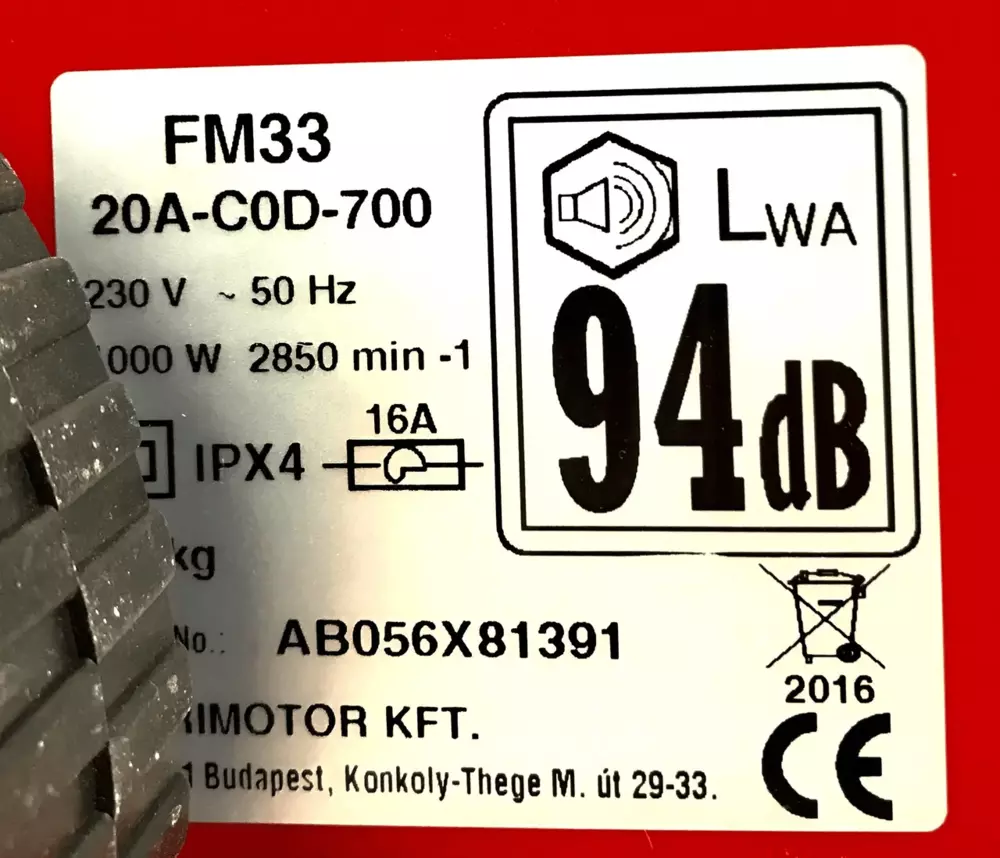 FM33
20A-C0D-700
230 V ~ 50 Hz
000 W 2850 min -1
16A
IPX4
kg
No.:
AB056X81391
IMOTOR KFT.
1 Budapest, Konkoly-Thege M. út 29-33.
LWA
94dB
2016
CE